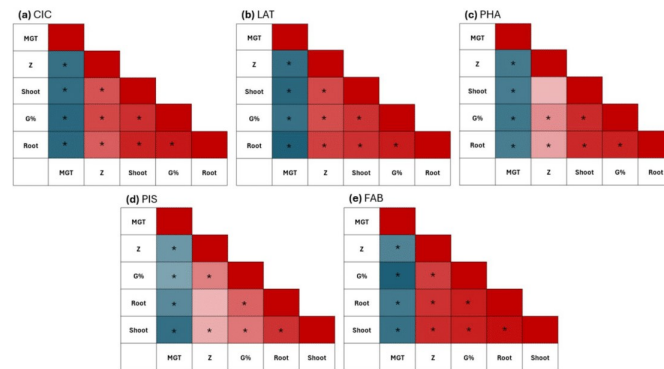 (a) CIC
MGT
Z *
Shoot * *
G% * * *
Root * * * *
MGT Z Shoot G% Root
(b) LAT
MGT
Z *
Shoot * *
G% * * *
Root * * * *
MGT Z Shoot G% Root
(c) PHA
MGT
Z *
Shoot *
G% * * *
Root * * * *
MGT Z Shoot G% Root
(d) PIS
MGT
Z *
G% * *
Root * *
Shoot * * * *
MGT Z G% Root Shoot
(e) FAB
MGT
Z *
G% * *
Root * * *
Shoot * * * *
MGT Z G% Root Shoot